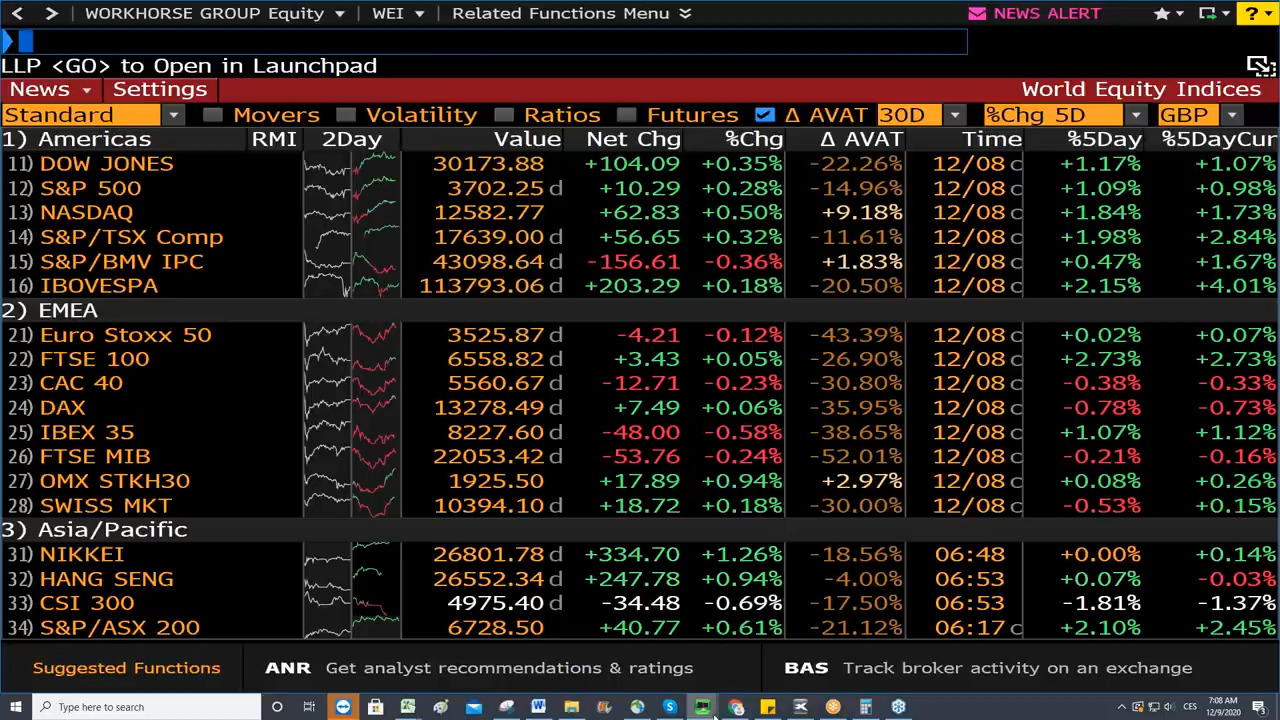 WORKHORSE GROUP Equity WEI Related Functions Menu NEWS ALERT ?
LLP <GO> to Open in Launchpad
News Settings World Equity Indices
Standard Movers Volatility Ratios Futures Δ AVAT 30D %Chg 5D GBP
1) Americas RMI 2Day Value Net Chg %Chg Δ AVAT Time %5Day %5DayCur
11) DOW JONES 30173.88 +104.09 +0.35% -22.26% 12/08 c +1.17% +1.07%
12) S&P 500 3702.25 d +10.29 +0.28% -14.96% 12/08 c +1.09% +0.98%
13) NASDAQ 12582.77 +62.83 +0.50% +9.18% 12/08 c +1.84% +1.73%
14) S&P/TSX Comp 17639.00 d +56.65 +0.32% -11.61% 12/08 c +1.98% +2.84%
15) S&P/BMV IPC 43098.64 d -156.61 -0.36% +1.83% 12/08 c +0.47% +1.67%
16) IBOVESPA 113793.06 d +203.29 +0.18% -20.50% 12/08 c +2.15% +4.01%
2) EMEA
21) Euro Stoxx 50 3525.87 d -4.21 -0.12% -43.39% 12/08 c +0.02% +0.07%
22) FTSE 100 6558.82 d +3.43 +0.05% -26.90% 12/08 c +2.73% +2.73%
23) CAC 40 5560.67 d -12.71 -0.23% -30.80% 12/08 c -0.38% -0.33%
24) DAX 13278.49 d +7.49 +0.06% -35.95% 12/08 c -0.78% -0.73%
25) IBEX 35 8227.60 d -48.00 -0.58% -38.65% 12/08 c +1.07% +1.12%
26) FTSE MIB 22053.42 d -53.76 -0.24% -52.01% 12/08 c -0.21% -0.16%
27) OMX STKH30 1925.50 +17.89 +0.94% +2.97% 12/08 c +0.08% +0.26%
28) SWISS MKT 10394.10 d +18.72 +0.18% -30.00% 12/08 c -0.53% +0.15%
3) Asia/Pacific
31) NIKKEI 26801.78 d +334.70 +1.26% -18.56% 06:48 +0.00% +0.14%
32) HANG SENG 26552.34 d +247.78 +0.94% -4.00% 06:53 +0.07% -0.03%
33) CSI 300 4975.40 d -34.48 -0.69% -17.50% 06:53 -1.81% -1.37%
34) S&P/ASX 200 6728.50 +40.77 +0.61% -21.12% 06:17 c +2.10% +2.45%
Suggested Functions ANR Get analyst recommendations & ratings BAS Track broker activity on an exchange
Type here to search CES 7:08 AM
12/9/2020